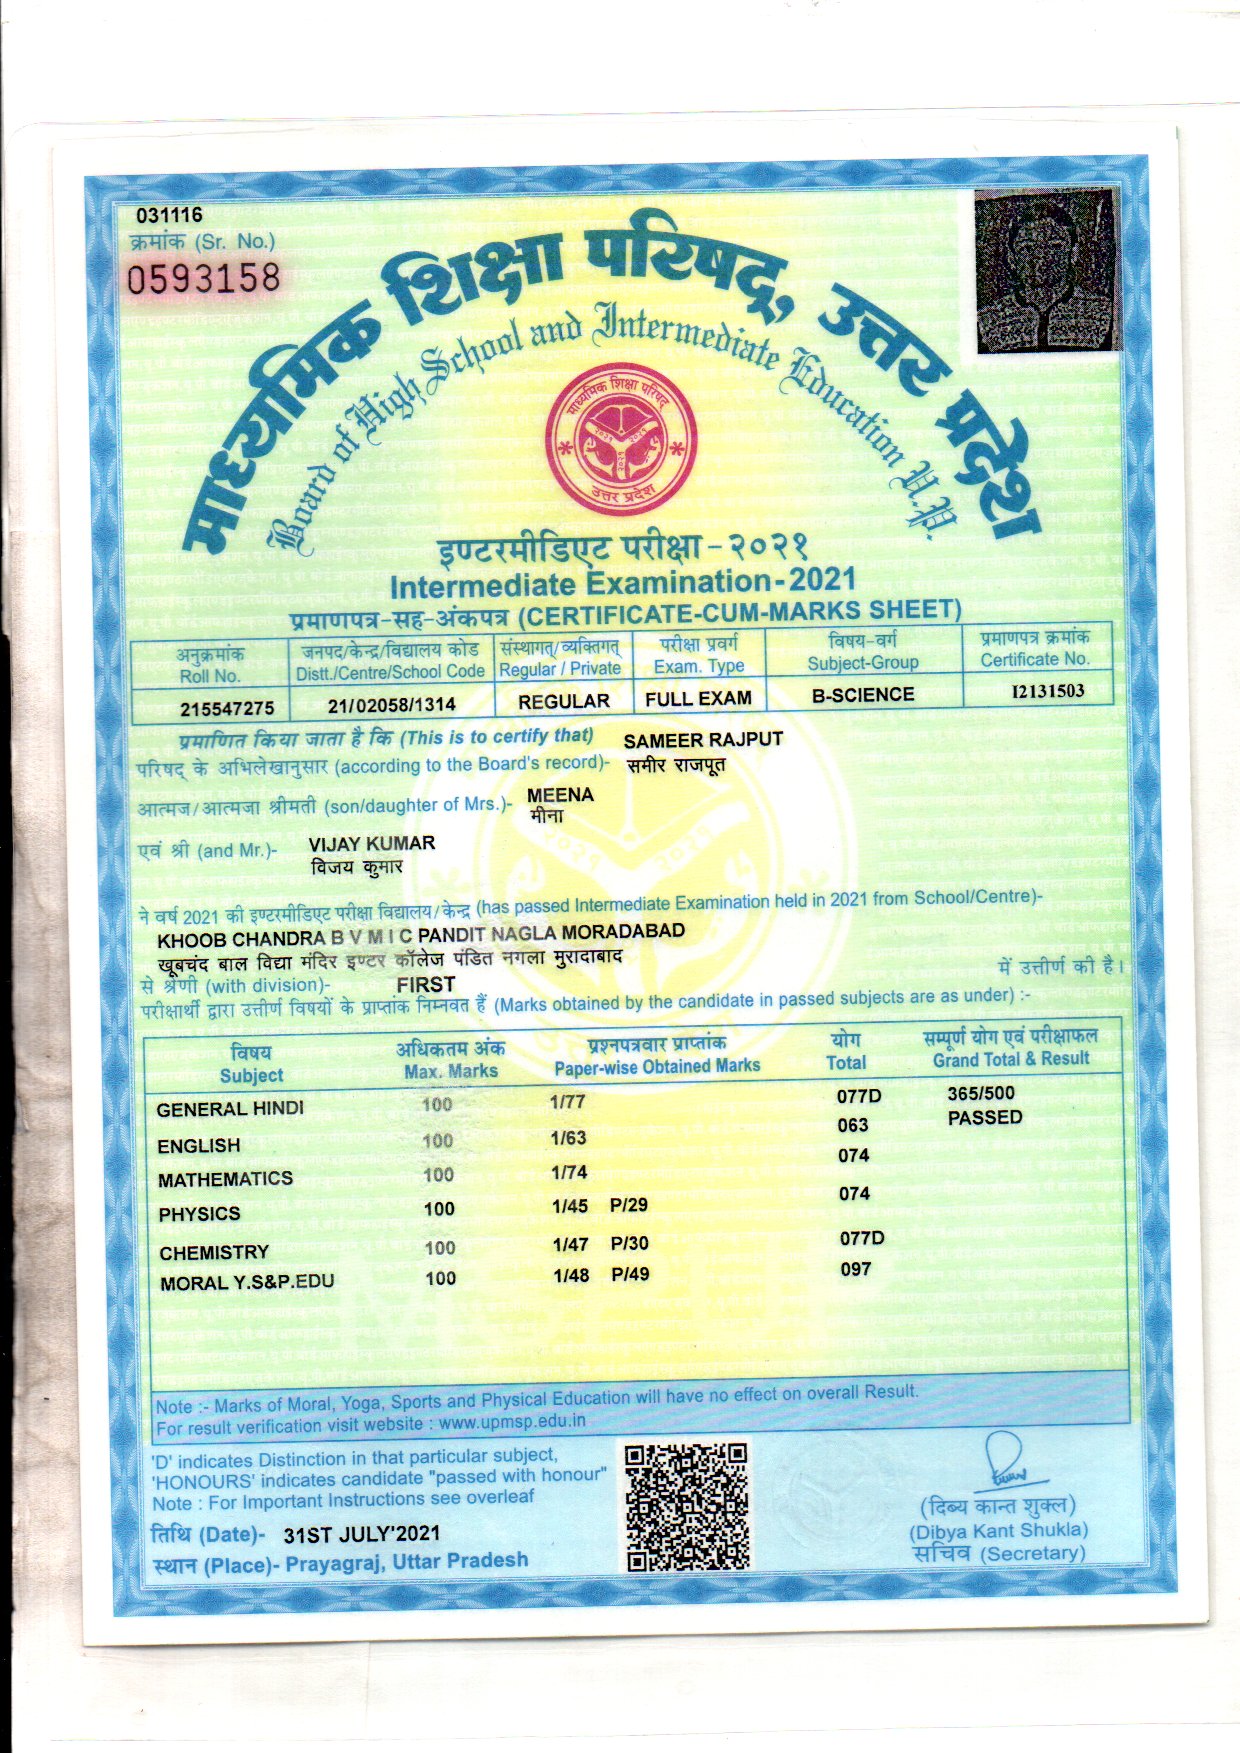 031116
क्रमांक (Sr. No.)
0593158
माध्यमिक शिक्षा परिषद्, उत्तर प्रदेश
Board of High School and Intermediate Education U.P.
माध्यमिक शिक्षा परिषद
२०२१ २०२१
२०२१
उत्तर प्रदेश
इण्टरमीडिएट परीक्षा - २०२१
Intermediate Examination - 2021
प्रमाणपत्र-सह-अंकपत्र (CERTIFICATE-CUM-MARKS SHEET)
अनुक्रमांक जनपद/केन्द्र/विद्यालय कोड संस्थागत्/व्यक्तिगत् परीक्षा प्रवर्ग विषय-वर्ग प्रमाणपत्र क्रमांक
Roll No. Distt./Centre/School Code Regular / Private Exam. Type Subject-Group Certificate No.
215547275 21/02058/1314 REGULAR FULL EXAM B-SCIENCE I2131503
प्रमाणित किया जाता है कि (This is to certify that) SAMEER RAJPUT
परिषद् के अभिलेखानुसार (according to the Board's record)- समीर राजपूत
आत्मज/आत्मजा श्रीमती (son/daughter of Mrs.)- MEENA
मीना
एवं श्री (and Mr.)- VIJAY KUMAR
विजय कुमार
ने वर्ष 2021 की इण्टरमीडिएट परीक्षा विद्यालय/केन्द्र (has passed Intermediate Examination held in 2021 from School/Centre)-
KHOOB CHANDRA B V M I C PANDIT NAGLA MORADABAD
खूबचंद बाल विद्या मंदिर इण्टर कॉलेज पंडित नगला मुरादाबाद
से श्रेणी (with division)- FIRST में उत्तीर्ण की है।
परीक्षार्थी द्वारा उत्तीर्ण विषयों के प्राप्तांक निम्नवत हैं (Marks obtained by the candidate in passed subjects are as under) :-
विषय अधिकतम अंक प्रश्नपत्रवार प्राप्तांक योग सम्पूर्ण योग एवं परीक्षाफल
Subject Max. Marks Paper-wise Obtained Marks Total Grand Total & Result
GENERAL HINDI 100 1/77 077D 365/500
PASSED
ENGLISH 100 1/63 063
MATHEMATICS 100 1/74 074
PHYSICS 100 1/45 P/29 074
CHEMISTRY 100 1/47 P/30 077D
MORAL Y.S&P.EDU 100 1/48 P/49 097
Note :- Marks of Moral, Yoga, Sports and Physical Education will have no effect on overall Result.
For result verification visit website : www.upmsp.edu.in
'D' indicates Distinction in that particular subject,
'HONOURS' indicates candidate "passed with honour"
Note : For Important Instructions see overleaf
तिथि (Date)- 31ST JULY'2021
स्थान (Place)- Prayagraj, Uttar Pradesh
(दिब्य कान्त शुक्ल)
(Dibya Kant Shukla)
सचिव (Secretary)